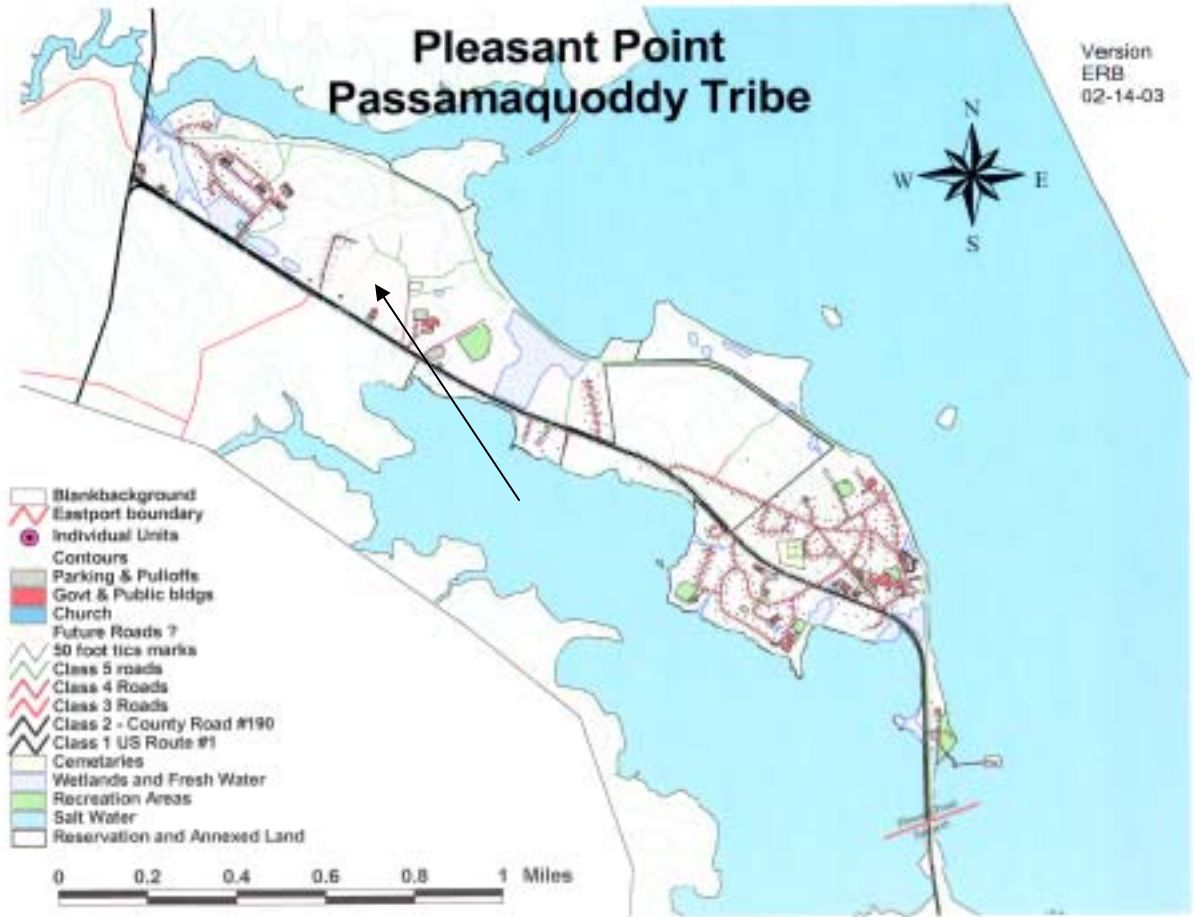 Pleasant Point
Passamaquoddy Tribe
Version
ERB
02-14-03
N
W E
S
Blankbackground
Eastport boundary
Individual Units
Contours
Parking & Pulloffs
Govt & Public bldgs
Church
Future Roads ?
50 foot tics marks
Class 5 roads
Class 4 Roads
Class 3 Roads
Class 2 - County Road #190
Class 1 US Route #1
Cemetaries
Wetlands and Fresh Water
Recreation Areas
Salt Water
Reservation and Annexed Land
0 0.2 0.4 0.6 0.8 1 Miles